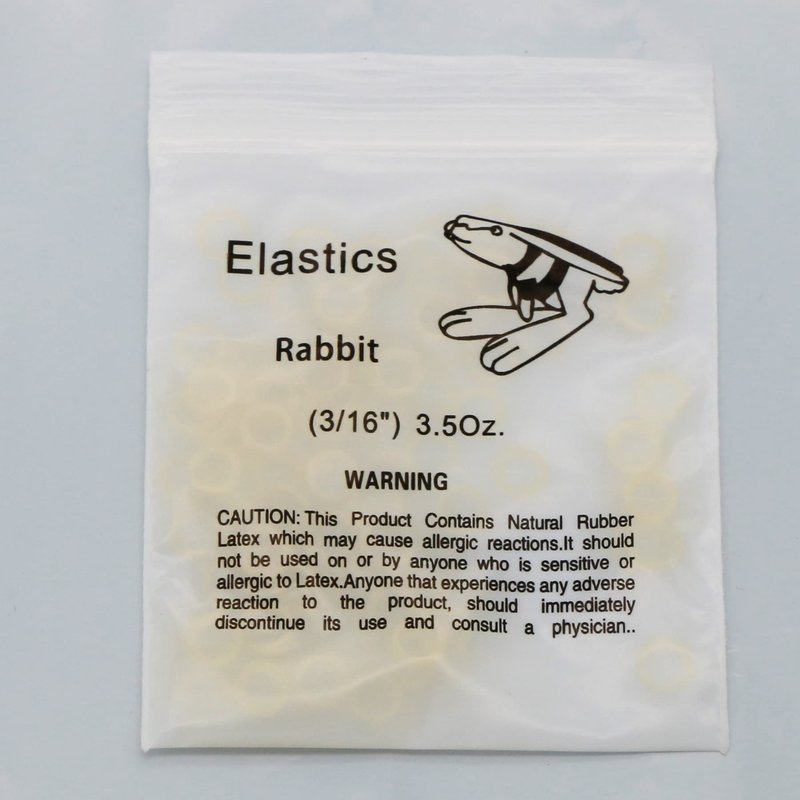 Elastics
Rabbit
(3/16") 3.5Oz.
WARNING
CAUTION: This Product Contains Natural Rubber
Latex which may cause allergic reactions.It should
not be used on or by anyone who is sensitive or
allergic to Latex.Anyone that experiences any adverse
reaction to the product, should immediately
discontinue its use and consult a physician..